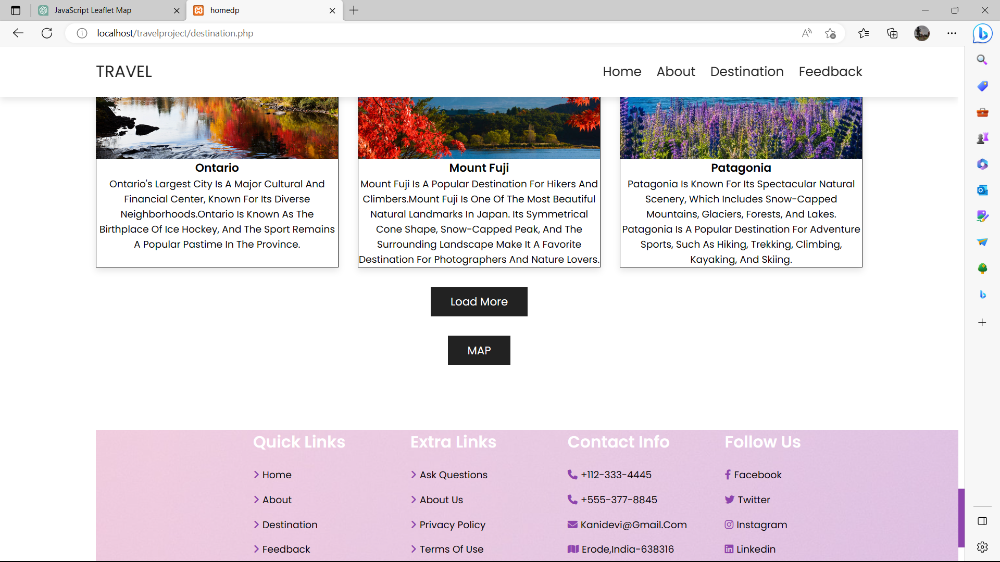 JavaScript Leaflet Map
homedp
localhost/travelproject/destination.php
TRAVEL
Home About Destination Feedback
Ontario
Ontario's Largest City Is A Major Cultural And
Financial Center, Known For Its Diverse
Neighborhoods.Ontario Is Known As The
Birthplace Of Ice Hockey, And The Sport Remains
A Popular Pastime In The Province.
Mount Fuji
Mount Fuji Is A Popular Destination For Hikers And
Climbers.Mount Fuji Is One Of The Most Beautiful
Natural Landmarks In Japan. Its Symmetrical
Cone Shape, Snow-Capped Peak, And The
Surrounding Landscape Make It A Favorite
Destination For Photographers And Nature Lovers.
Patagonia
Patagonia Is Known For Its Spectacular Natural
Scenery, Which Includes Snow-Capped
Mountains, Glaciers, Forests, And Lakes.
Patagonia Is A Popular Destination For Adventure
Sports, Such As Hiking, Trekking, Climbing,
Kayaking, And Skiing.
Load More
MAP
Quick Links
Home
About
Destination
Feedback
Extra Links
Ask Questions
About Us
Privacy Policy
Terms Of Use
Contact Info
+112-333-4445
+555-377-8845
Kanidevi@Gmail.Com
Erode,India-638316
Follow Us
Facebook
Twitter
Instagram
Linkedin